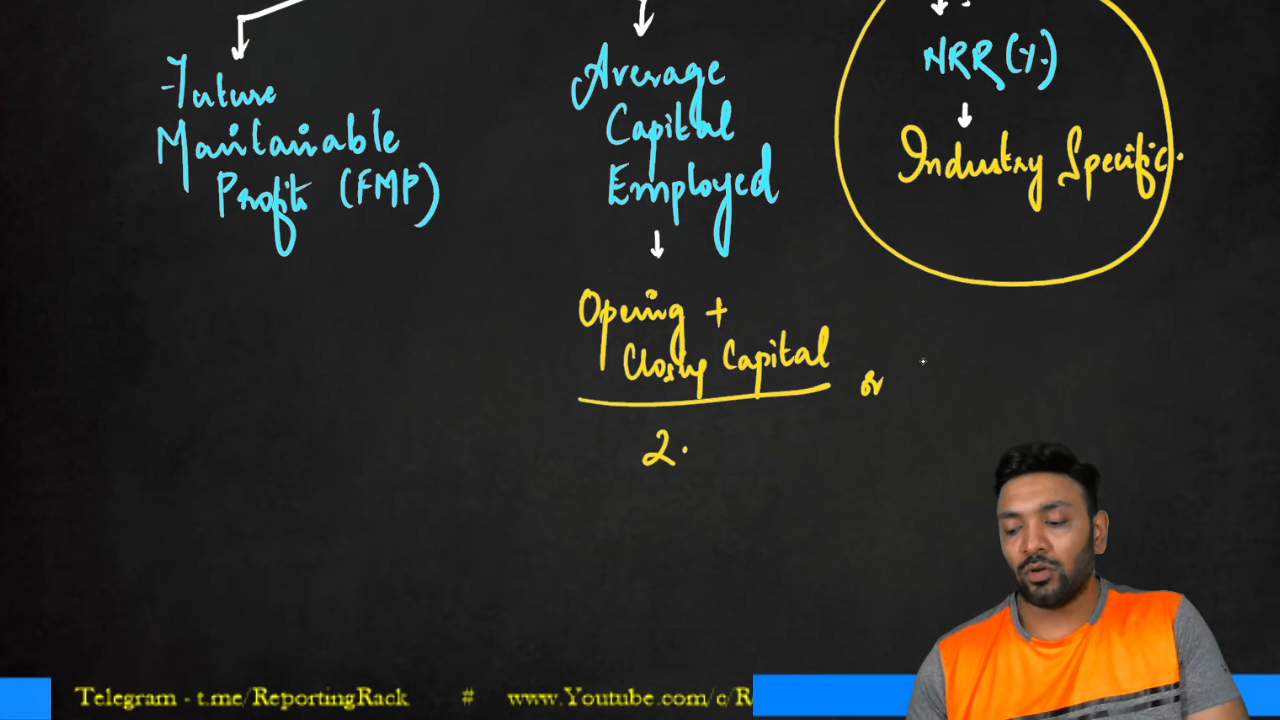 Future
Maintainable
Profits (FMP)
Average
Capital
Employed
Opening +
Closing Capital
2.
or
NRR (%)
Industry Specific.
Telegram - t.me/ReportingRack # www.Youtube.com/c/R